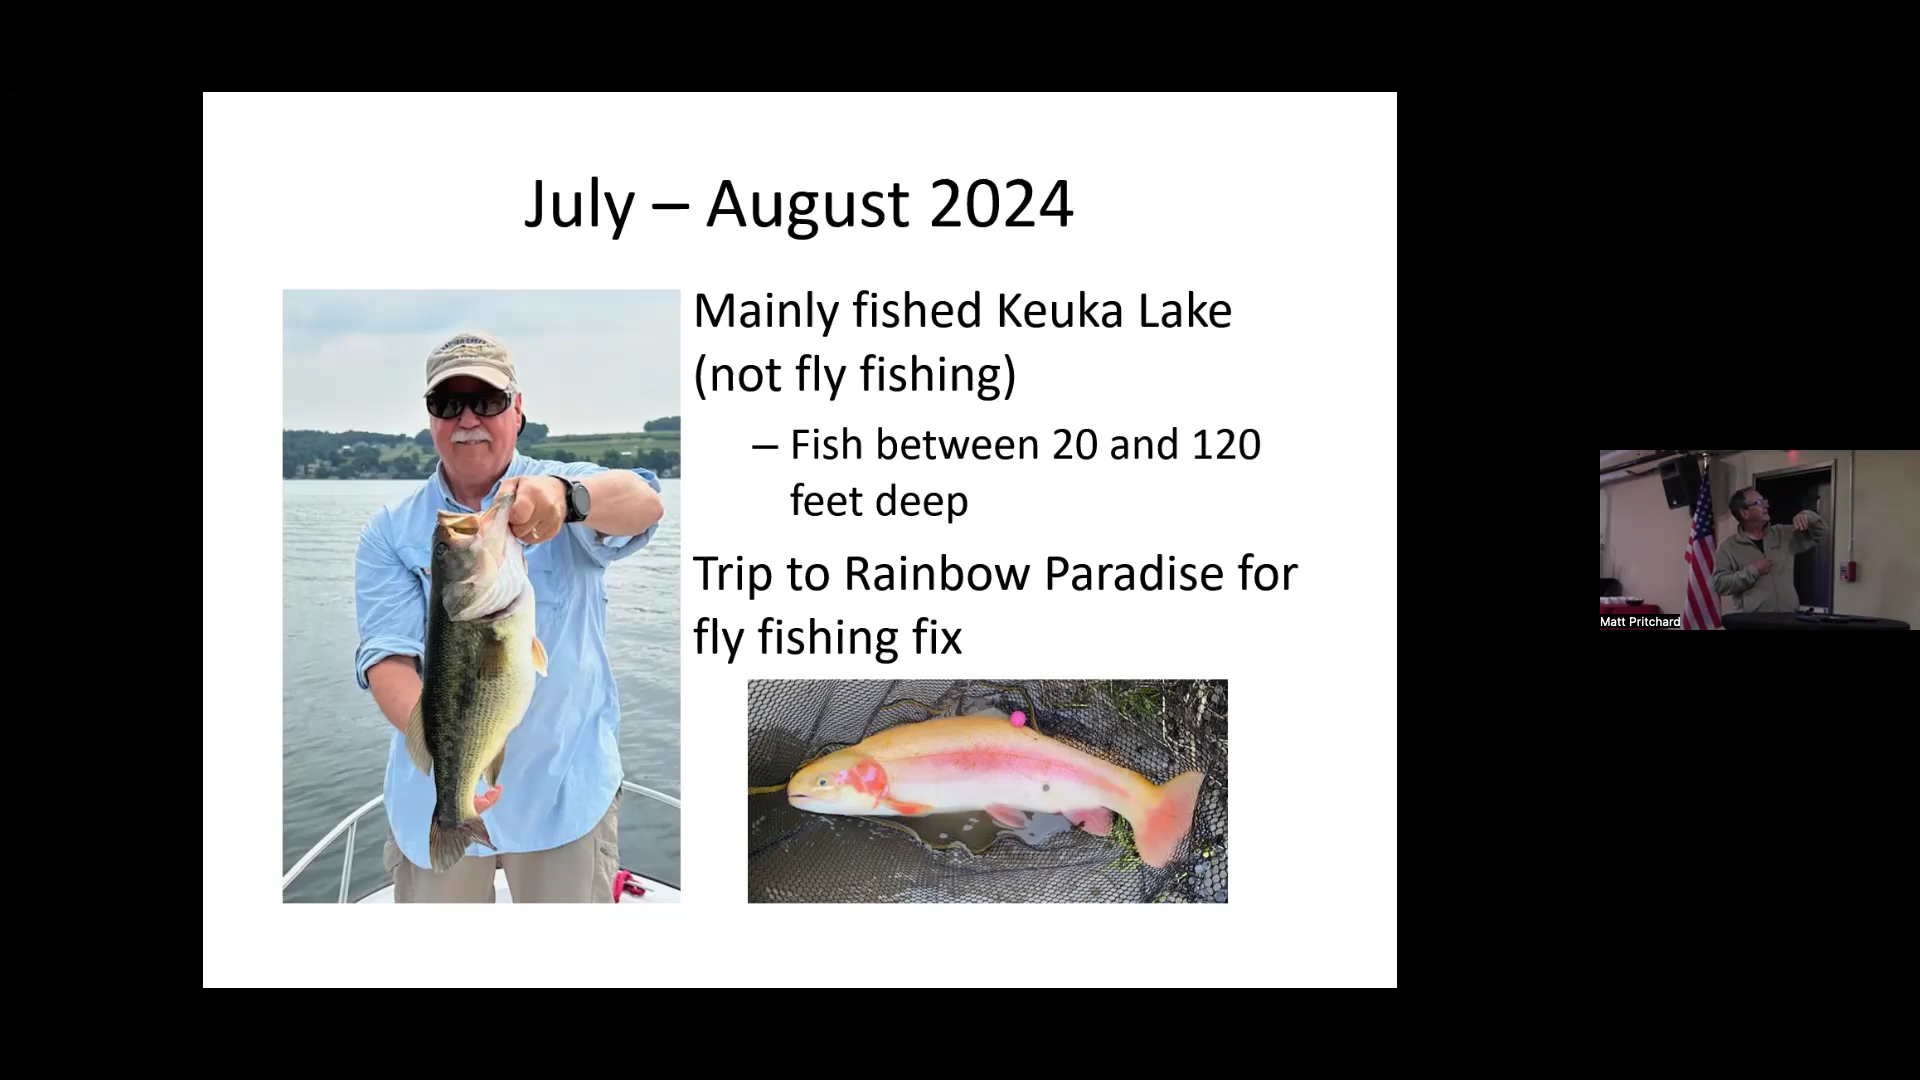 July – August 2024
Mainly fished Keuka Lake
(not fly fishing)
– Fish between 20 and 120
feet deep
Trip to Rainbow Paradise for
fly fishing fix
Matt Pritchard